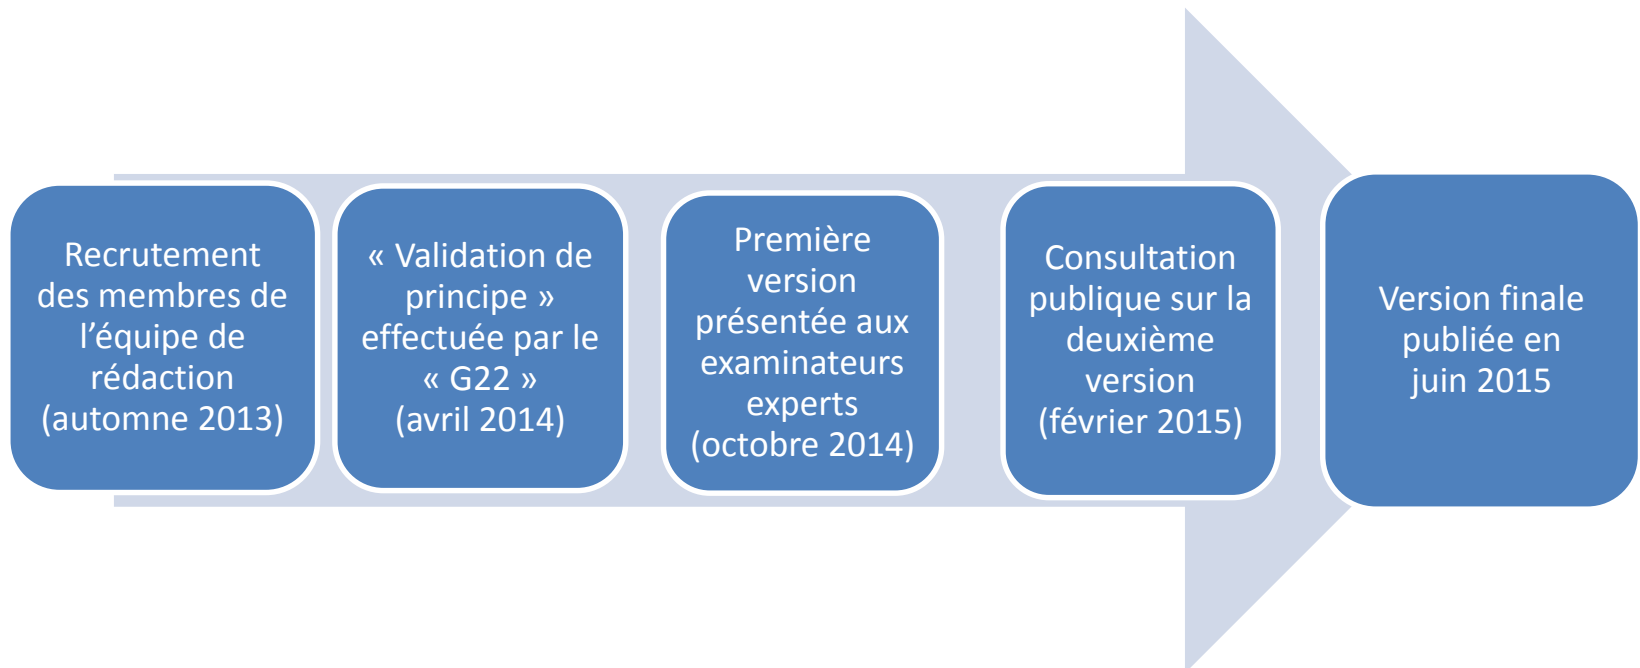 Recrutement
des membres de
l’équipe de
rédaction
(automne 2013)
« Validation de
principe »
effectuée par le
« G22 »
(avril 2014)
Première
version
présentée aux
examinateurs
experts
(octobre 2014)
Consultation
publique sur la
deuxième
version
(février 2015)
Version finale
publiée en
juin 2015